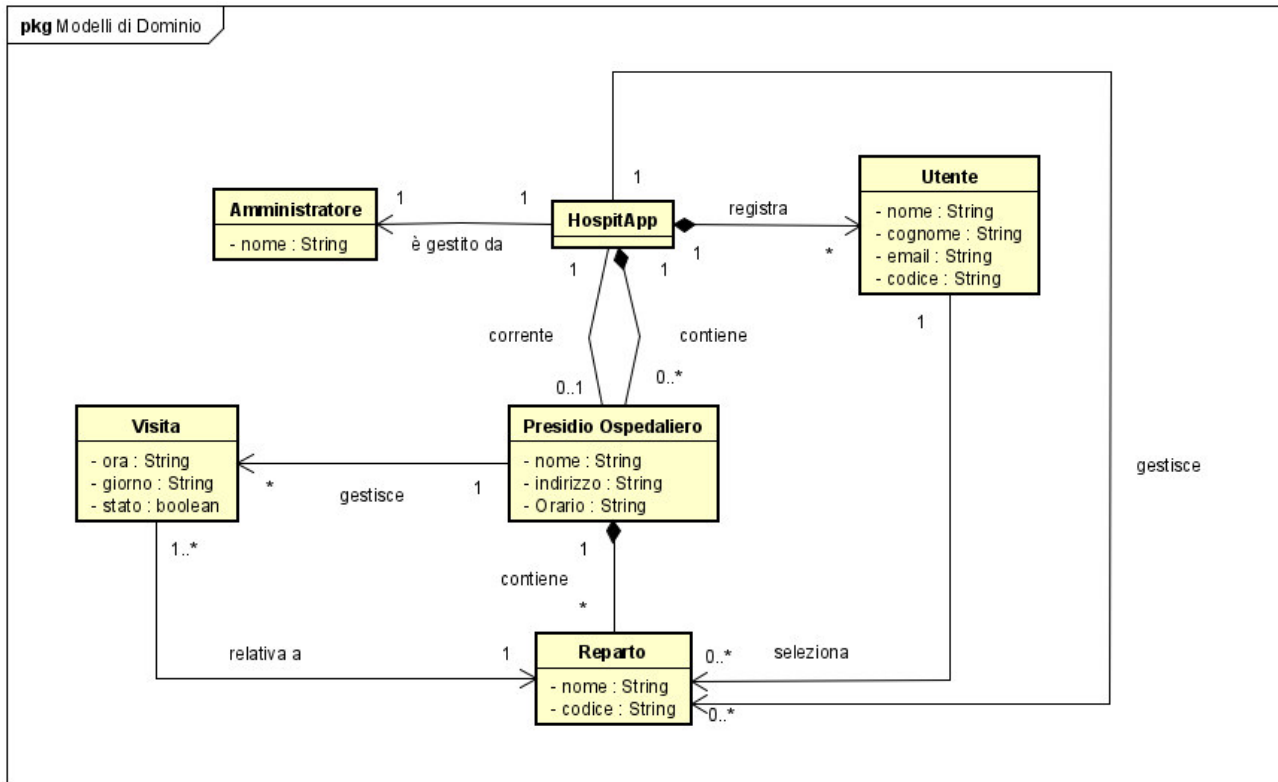 pkg Modelli di Dominio
1
Amministratore
- nome : String
1
1
è gestito da
HospitApp
1
registra
*
Utente
- nome : String
- cognome : String
- email : String
- codice : String
1
1
1
corrente
contiene
0..1
0..*
Visita
- ora : String
- giorno : String
- stato : boolean
*
gestisce
1
Presidio Ospedaliero
- nome : String
- indirizzo : String
- Orario : String
gestisce
1..*
1
contiene
*
relativa a
1
Reparto
- nome : String
- codice : String
0..*
seleziona
0..*